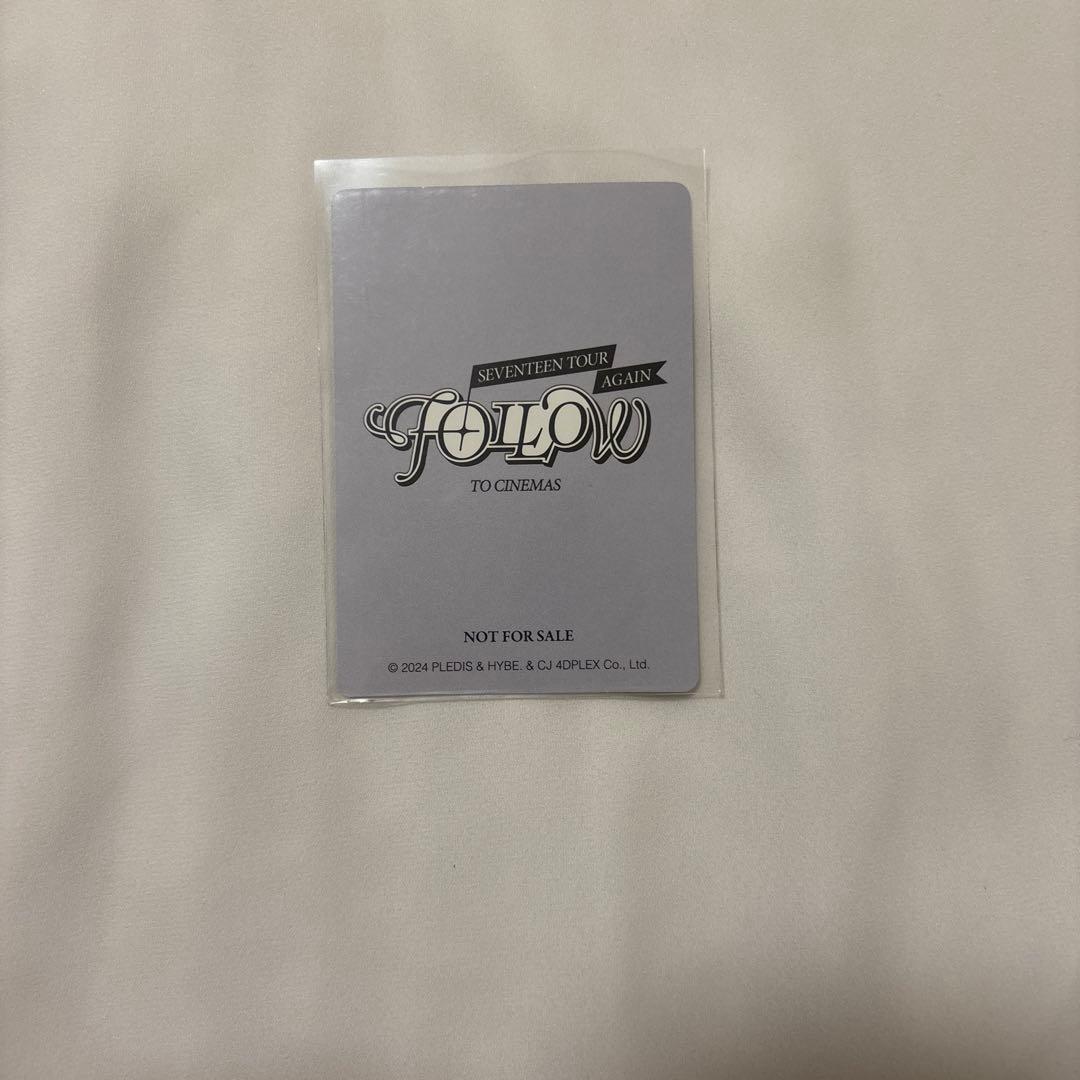 SEVENTEEN TOUR
AGAIN
FOLLOW
TO CINEMAS
NOT FOR SALE
© 2024 PLEDIS & HYBE. & CJ 4DPLEX Co., Ltd.